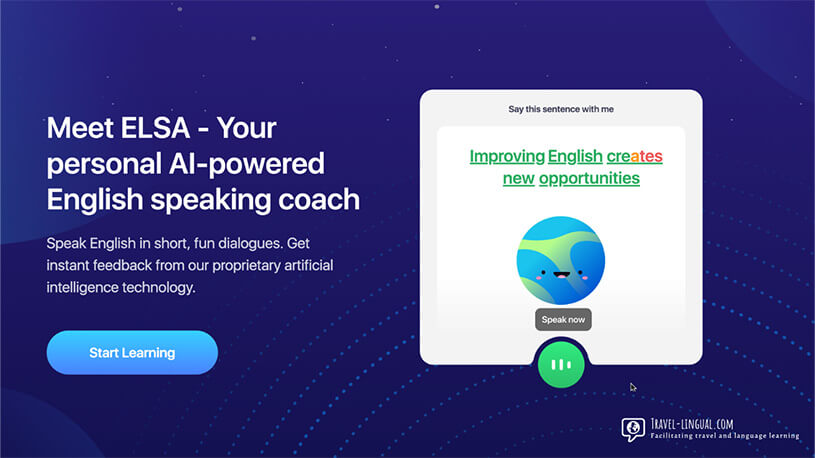 Meet ELSA - Your
personal AI-powered
English speaking coach
Speak English in short, fun dialogues. Get
instant feedback from our proprietary artificial
intelligence technology.
Start Learning
Say this sentence with me
Improving English creates
new opportunities
Speak now
Travel-lingual.com
Facilitating travel and language learning